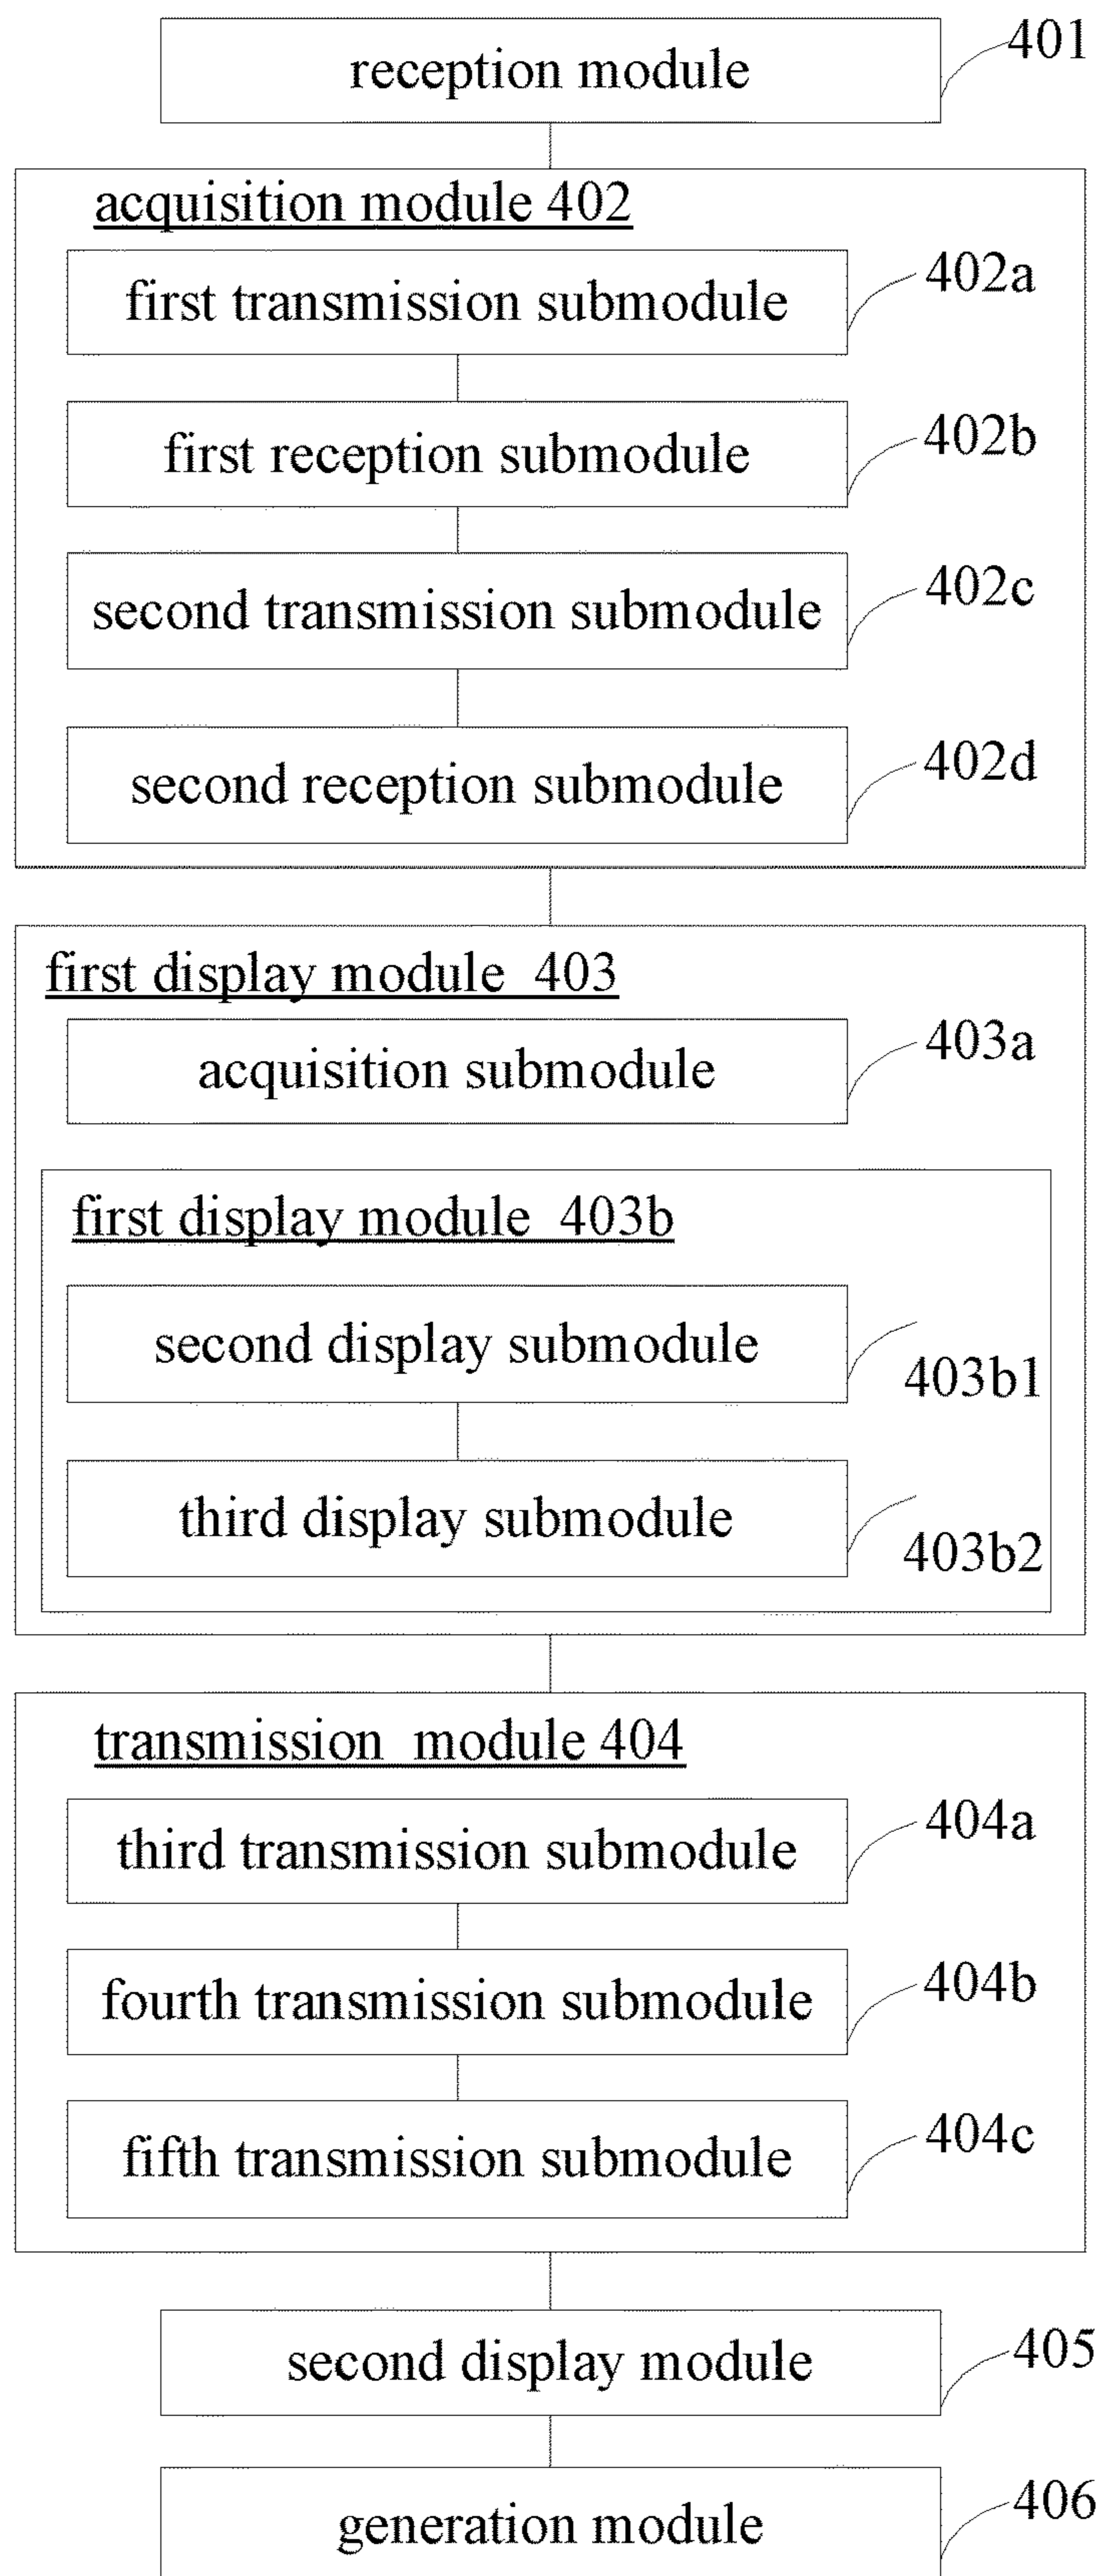 reception module
401
acquisition module 402
first transmission submodule
402a
first reception submodule
402b
second transmission submodule
402c
second reception submodule
402d
first display module 403
acquisition submodule
403a
first display module 403b
second display submodule
403b1
third display submodule
403b2
transmission module 404
third transmission submodule
404a
fourth transmission submodule
404b
fifth transmission submodule
404c
second display module
405
generation module
406